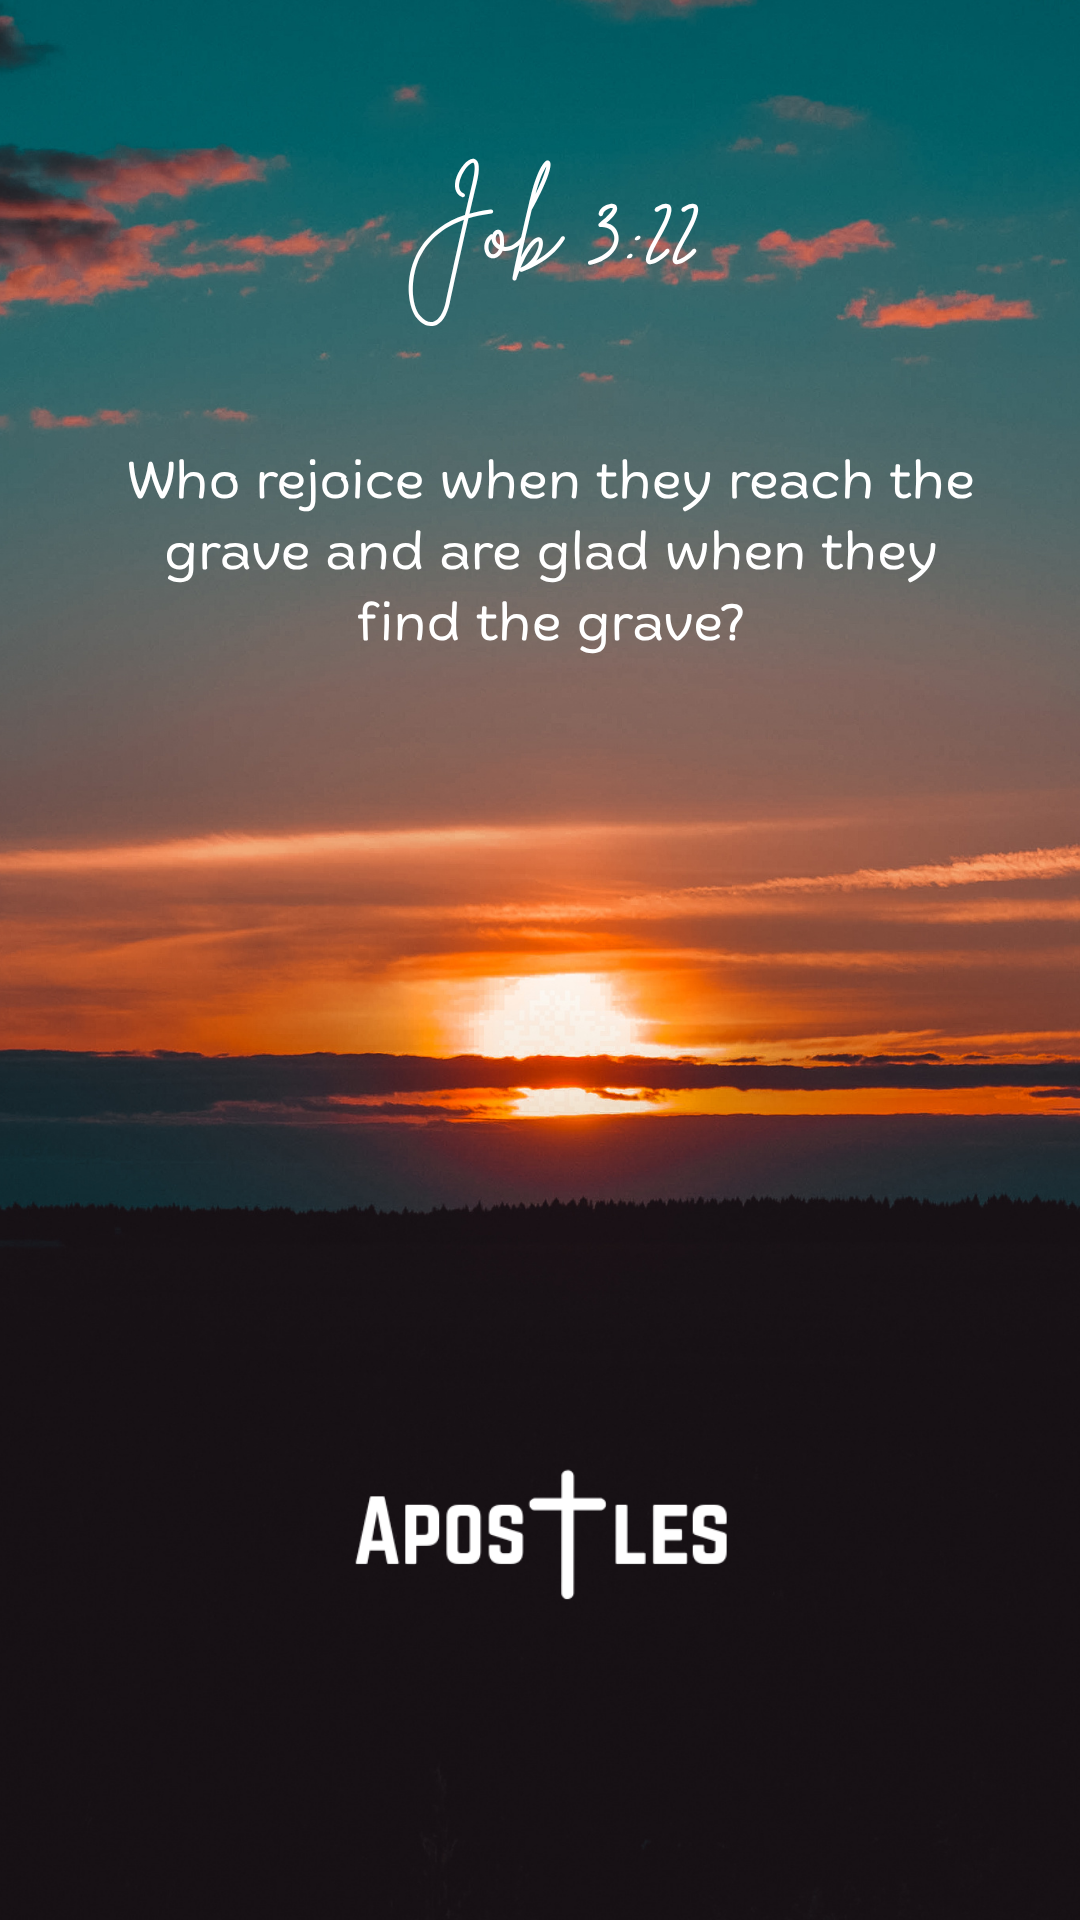 Job 3:22
Who rejoice when they reach the
grave and are glad when they
find the grave?
APOSTLES